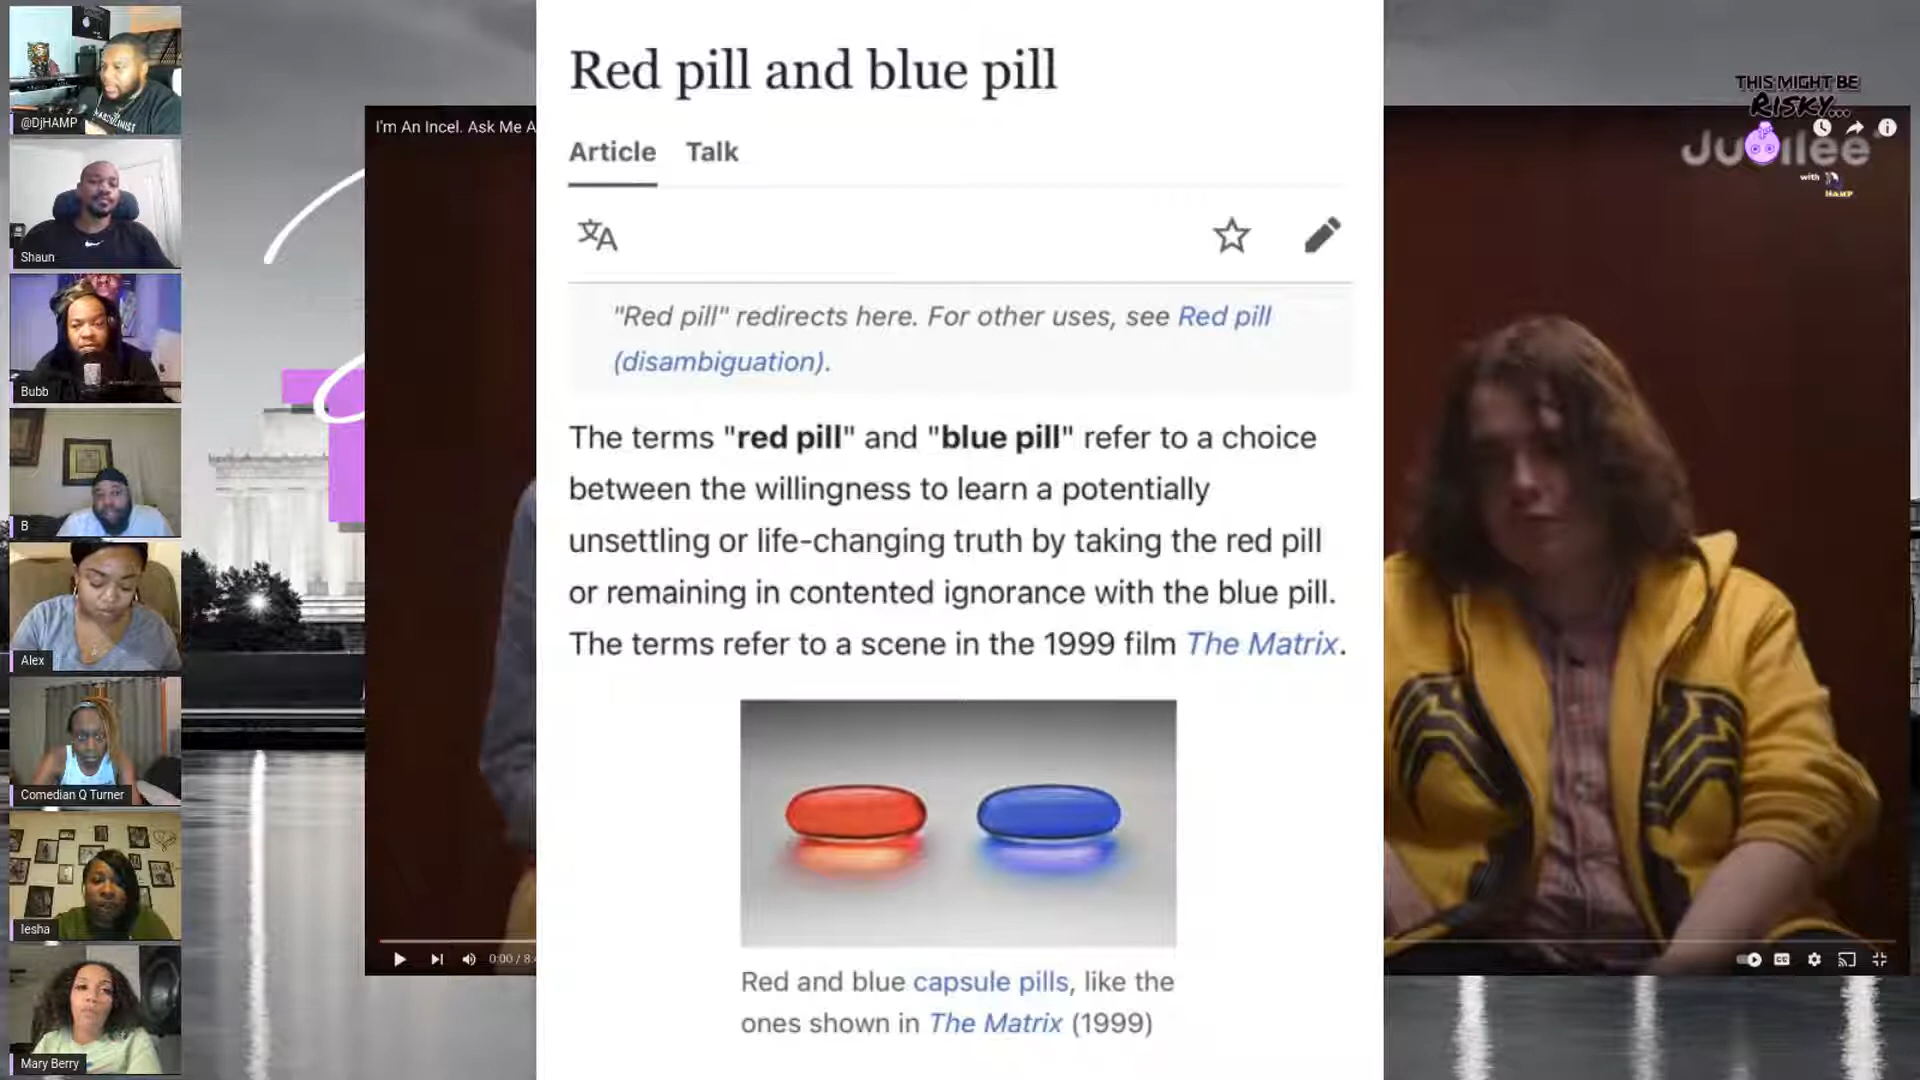 @DjHAMP
Shaun
Bubb
B
Alex
Comedian Q Turner
Iesha
Mary Berry
I'm An Incel. Ask Me A
0:00 / 8:
Red pill and blue pill
Article Talk
"Red pill" redirects here. For other uses, see Red pill
(disambiguation).
The terms "red pill" and "blue pill" refer to a choice
between the willingness to learn a potentially
unsettling or life-changing truth by taking the red pill
or remaining in contented ignorance with the blue pill.
The terms refer to a scene in the 1999 film The Matrix.
Red and blue capsule pills, like the
ones shown in The Matrix (1999)
THIS MIGHT BE
RISKY...
Jubilee
with
HAMP
CC